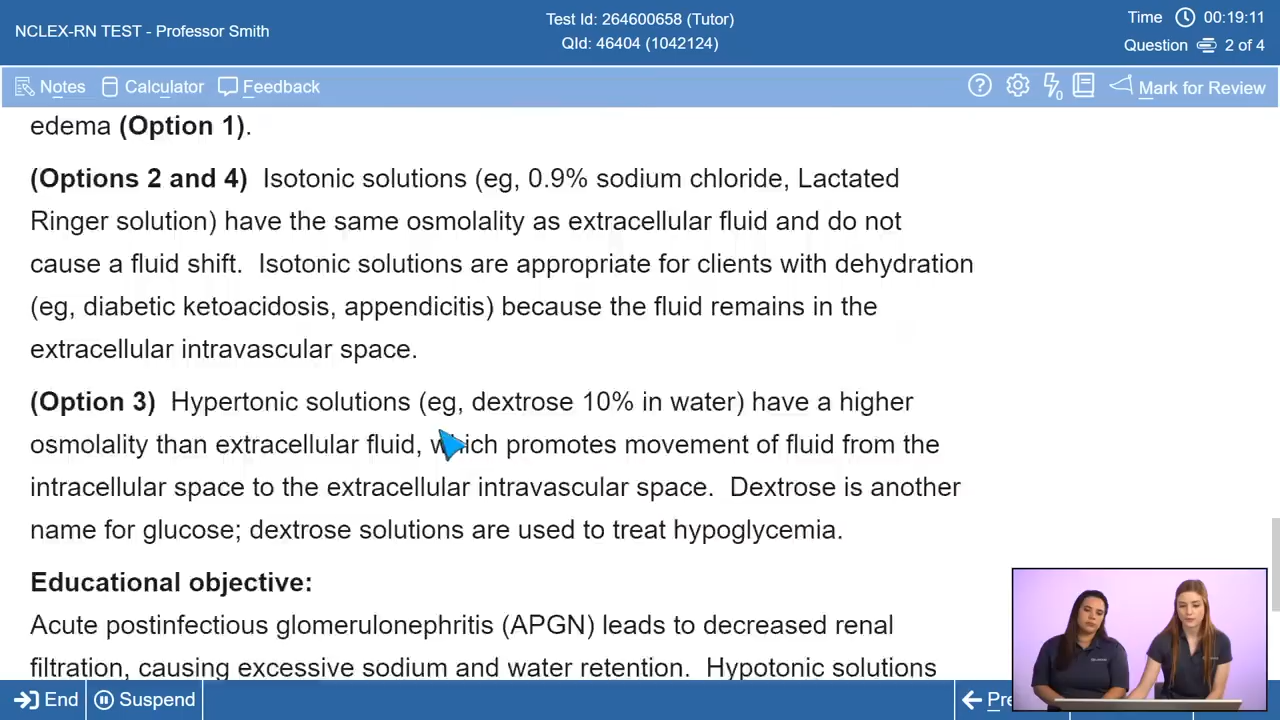 NCLEX-RN TEST - Professor Smith
Test Id: 264600658 (Tutor)
QId: 46404 (1042124)
Time 00:19:11
Question 2 of 4
Notes Calculator Feedback
0 Mark for Review
edema (Option 1).
(Options 2 and 4) Isotonic solutions (eg, 0.9% sodium chloride, Lactated
Ringer solution) have the same osmolality as extracellular fluid and do not
cause a fluid shift. Isotonic solutions are appropriate for clients with dehydration
(eg, diabetic ketoacidosis, appendicitis) because the fluid remains in the
extracellular intravascular space.
(Option 3) Hypertonic solutions (eg, dextrose 10% in water) have a higher
osmolality than extracellular fluid, which promotes movement of fluid from the
intracellular space to the extracellular intravascular space. Dextrose is another
name for glucose; dextrose solutions are used to treat hypoglycemia.
Educational objective:
Acute postinfectious glomerulonephritis (APGN) leads to decreased renal
filtration, causing excessive sodium and water retention. Hypotonic solutions
End Suspend